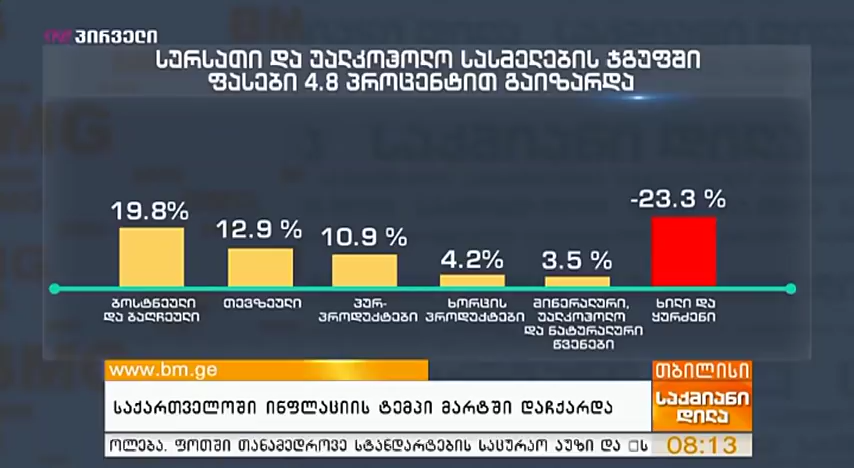 პირველი
სურსათი და უალკოჰოლო სასმელების ჯგუფში
ფასები 4.8 პროცენტით გაიზარდა
19.8%
12.9 %
10.9 %
4.2%
3.5 %
-23.3 %
ბოსტნეული
და ბაღჩეული
თევზეული
პურ-
პროდუქტები
ხორცის
პროდუქტები
მინერალური,
უალკოჰოლო
და ნატურალური
წვენები
ხილი და
ყურძენი
www.bm.ge
თბილისი
საქართველოში ინფლაციის ტემპი მარტში დაჩქარდა
საქმიანი
დილა
ოლება. ფოთში თანამედროვე სტანდარტების საცურაო აუზი და
08:13